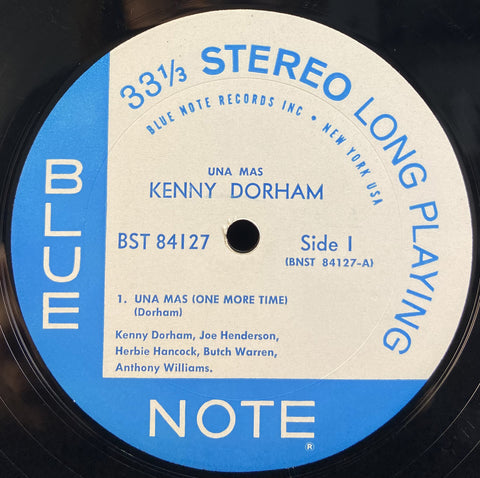 33 1/3 STEREO LONG PLAYING
BLUE NOTE RECORDS INC • NEW YORK USA
UNA MAS
KENNY DORHAM
BST 84127
Side 1
(BNST 84127-A)
1. UNA MAS (ONE MORE TIME)
(Dorham)
Kenny Dorham, Joe Henderson,
Herbie Hancock, Butch Warren,
Anthony Williams.
BLUE
NOTE
®